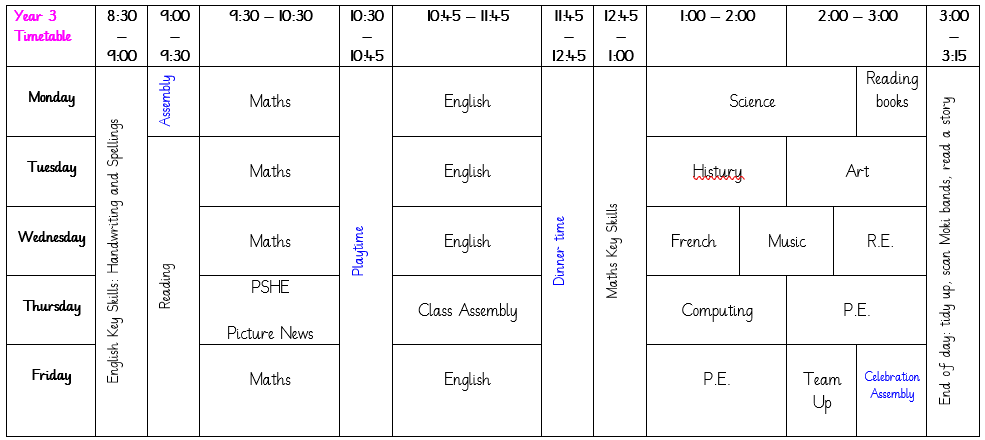 Year 3 8:30 9:00 9:30 – 10:30 10:30 10:45 – 11:45 11:45 12:45 1:00 – 2:00 2:00 – 3:00 3:00
Timetable – – – – – –
9:00 9:30 10:45 12:45 1:00 3:15
English Key Skills: Handwriting and Spellings
Playtime
Dinner time
Maths Key Skills
End of day: tidy up, scan Moki bands, read a story
Monday Assembly Maths English Science Reading
books
Reading
Tuesday Maths English Histury Art
Wednesday Maths English French Music R.E.
Thursday PSHE Class Assembly Computing P.E.
Picture News
Friday Maths English P.E. Team Celebration
Up Assembly